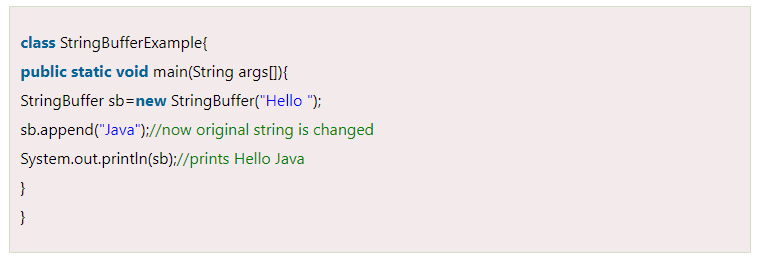 class StringBufferExample{
public static void main(String args[]){
StringBuffer sb=new StringBuffer("Hello ");
sb.append("Java");//now original string is changed
System.out.println(sb);//prints Hello Java
}
}